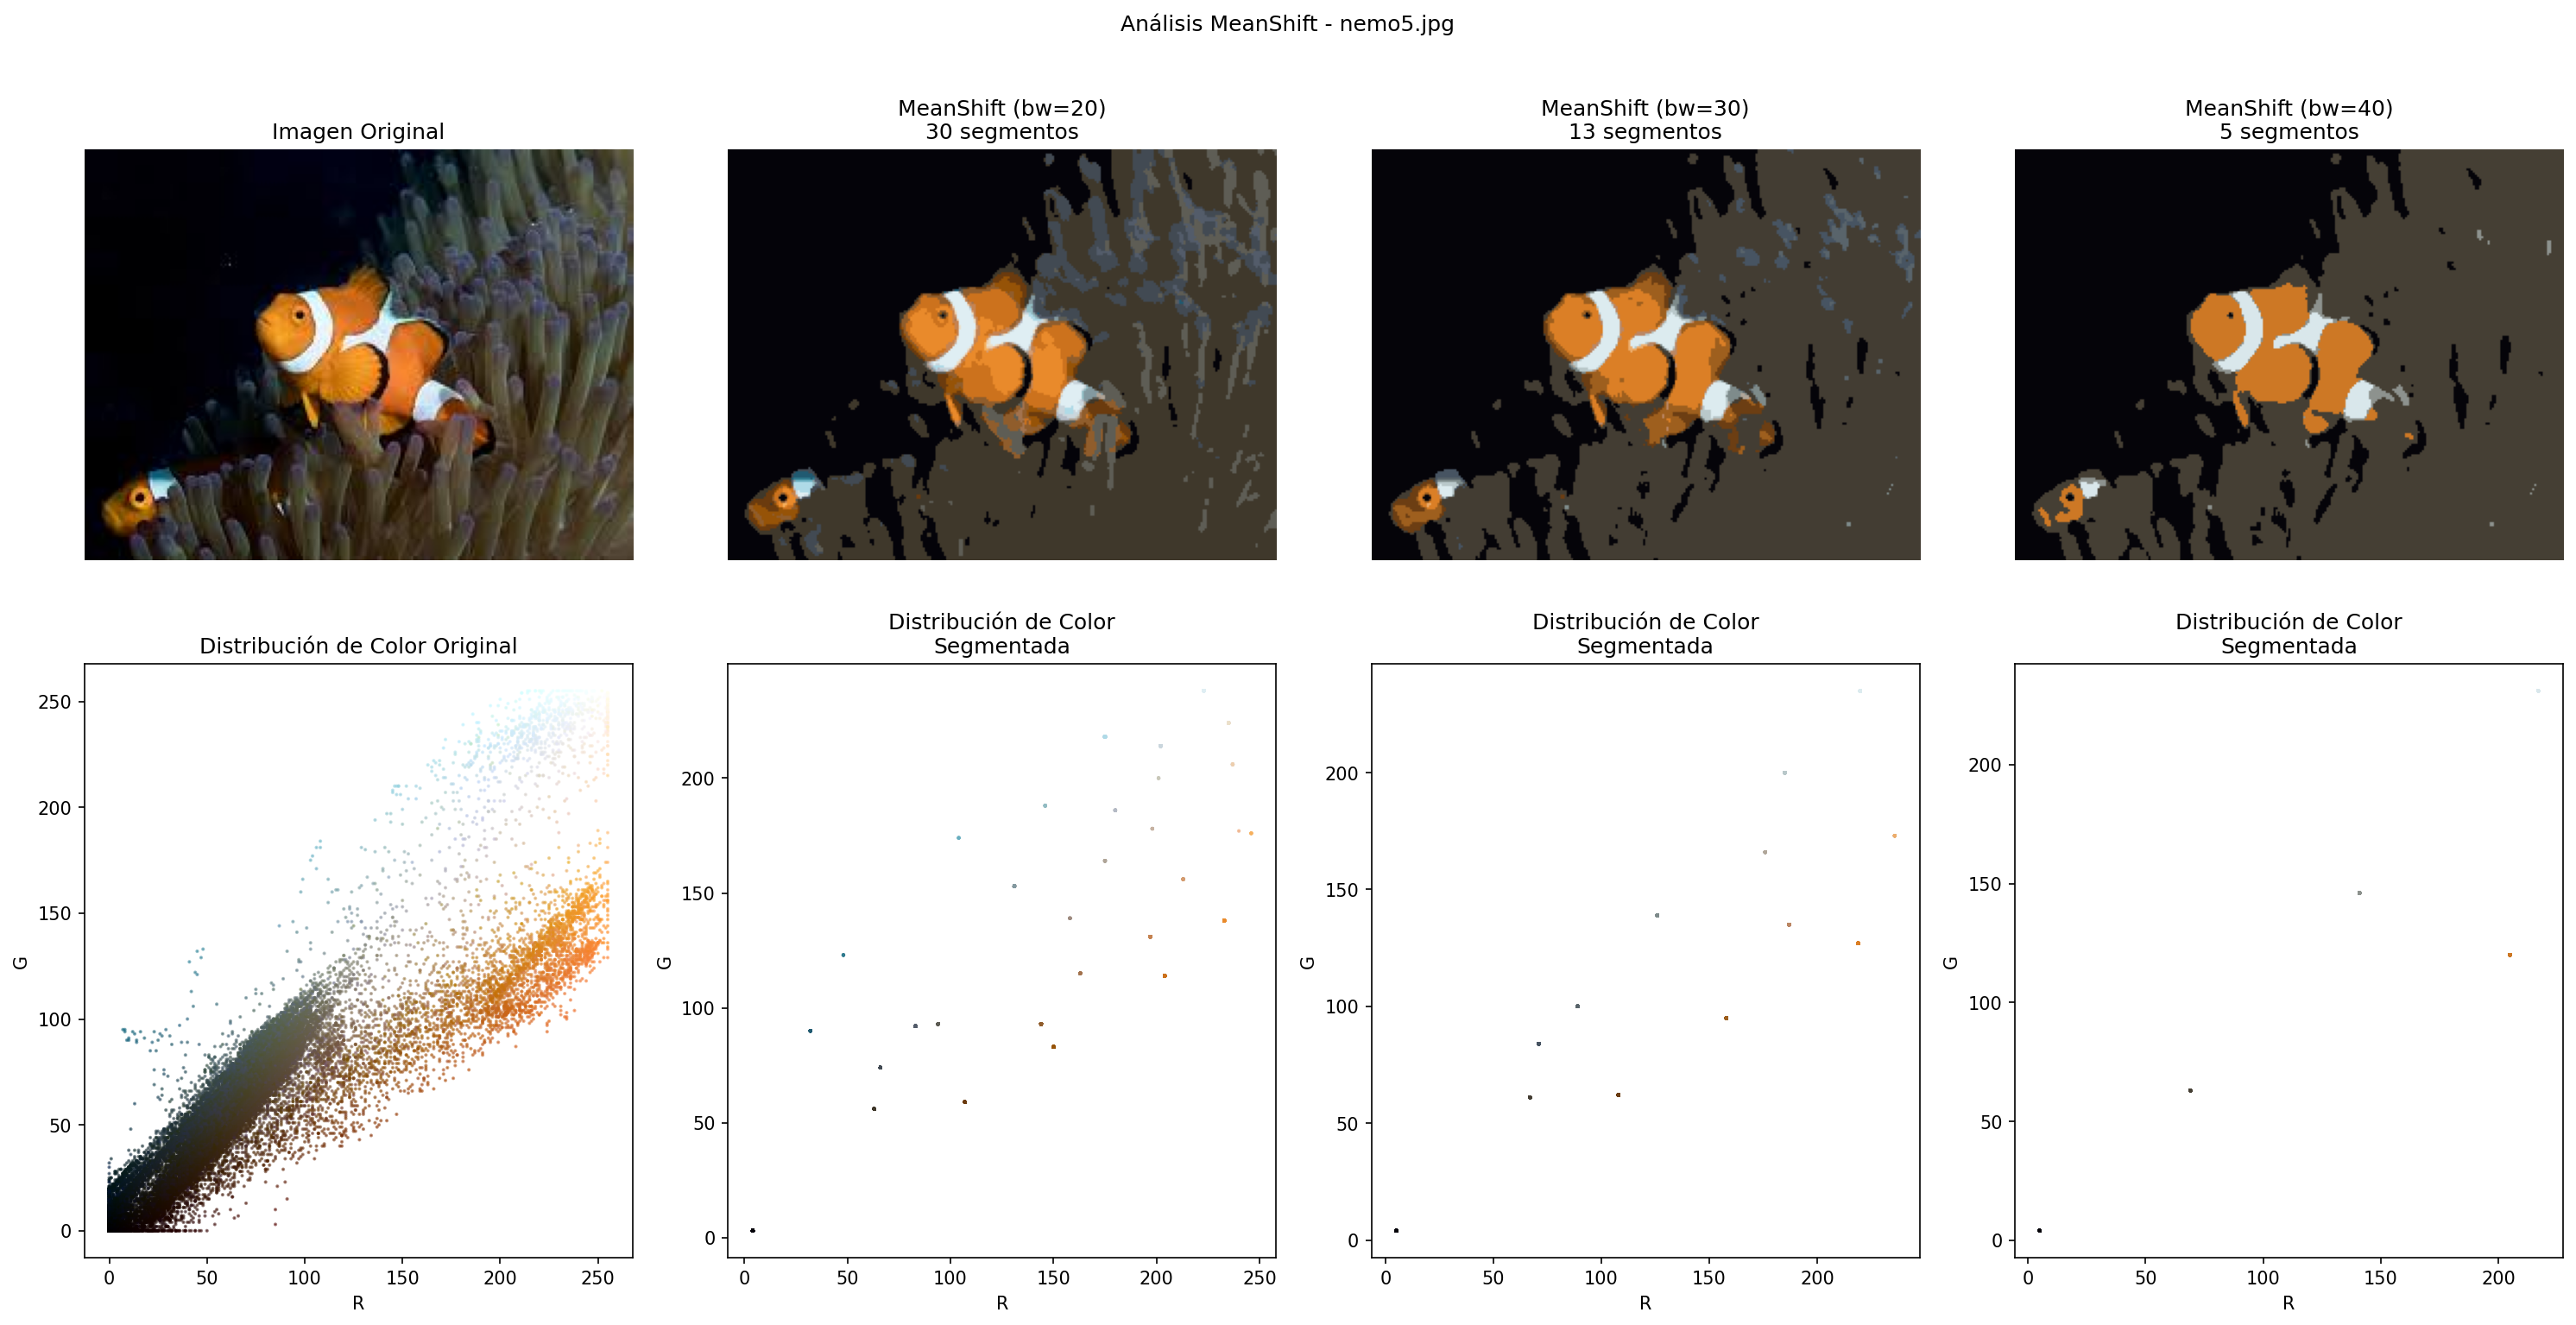 Análisis MeanShift - nemo5.jpg
Imagen Original
MeanShift (bw=20)
30 segmentos
MeanShift (bw=30)
13 segmentos
MeanShift (bw=40)
5 segmentos
Distribución de Color Original
250
200
150
100
50
0
G
0 50 100 150 200 250
R
Distribución de Color
Segmentada
200
150
100
50
0
G
0 50 100 150 200 250
R
Distribución de Color
Segmentada
200
150
100
50
0
G
0 50 100 150 200
R
Distribución de Color
Segmentada
200
150
100
50
0
G
0 50 100 150 200
R